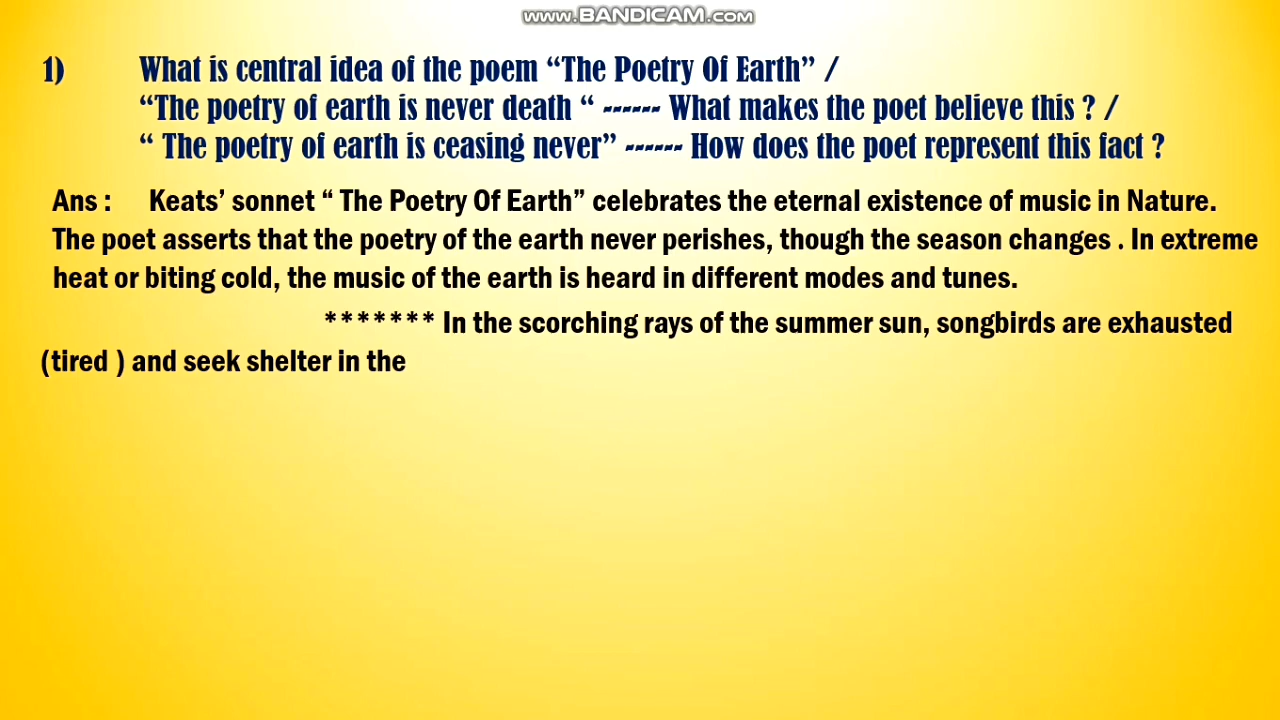 www.BANDICAM.com
1) What is central idea of the poem “The Poetry Of Earth” /
“The poetry of earth is never death “ ------ What makes the poet believe this ? /
“ The poetry of earth is ceasing never” ------ How does the poet represent this fact ?
Ans : Keats’ sonnet “ The Poetry Of Earth” celebrates the eternal existence of music in Nature.
The poet asserts that the poetry of the earth never perishes, though the season changes . In extreme
heat or biting cold, the music of the earth is heard in different modes and tunes.
******* In the scorching rays of the summer sun, songbirds are exhausted
(tired ) and seek shelter in the